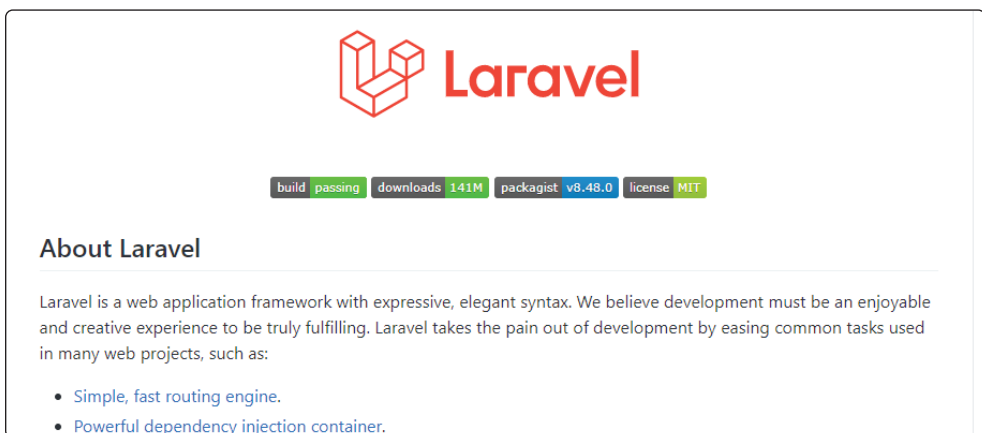 Laravel
build passing downloads 141M packagist v8.48.0 license MIT
About Laravel
Laravel is a web application framework with expressive, elegant syntax. We believe development must be an enjoyable
and creative experience to be truly fulfilling. Laravel takes the pain out of development by easing common tasks used
in many web projects, such as:
• Simple, fast routing engine.
• Powerful dependency injection container.